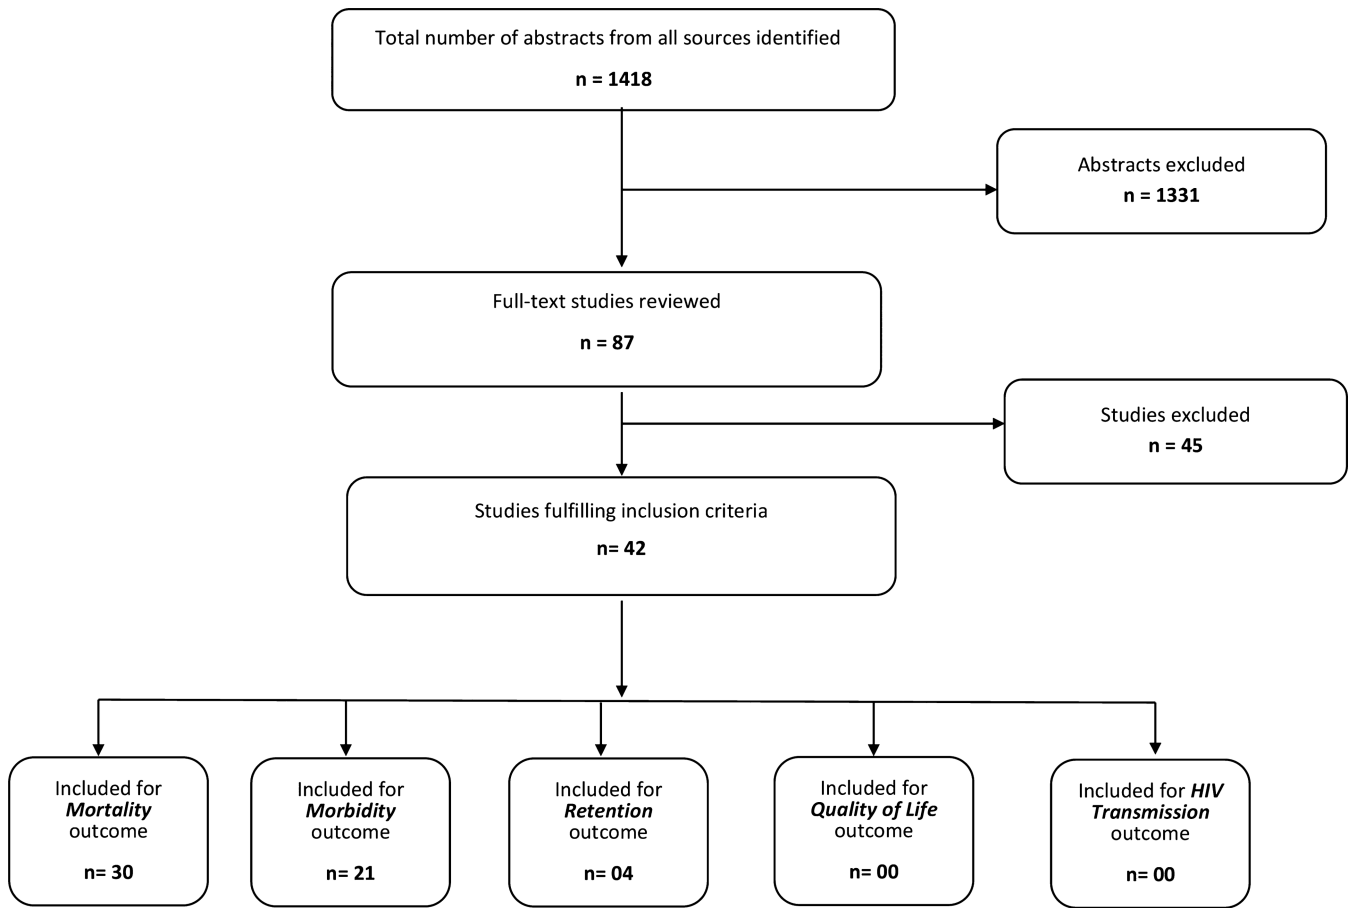 Total number of abstracts from all sources identified
n = 1418
Abstracts excluded
n = 1331
Full-text studies reviewed
n = 87
Studies excluded
n = 45
Studies fulfilling inclusion criteria
n= 42
Included for
Mortality
outcome
n= 30
Included for
Morbidity
outcome
n= 21
Included for
Retention
outcome
n= 04
Included for
Quality of Life
outcome
n= 00
Included for HIV
Transmission
outcome
n= 00